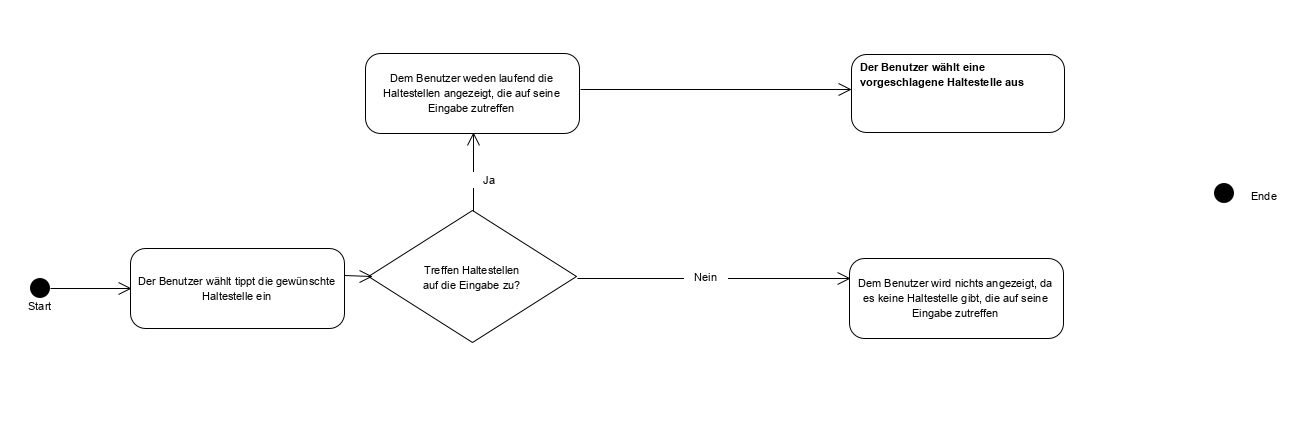 Dem Benutzer weden laufend die
Haltestellen angezeigt, die auf seine
Eingabe zutreffen
Der Benutzer wählt eine
vorgeschlagene Haltestelle aus
Ja
Ende
Der Benutzer wählt tippt die gewünschte
Haltestelle ein
Start
Treffen Haltestellen
auf die Eingabe zu?
Nein
Dem Benutzer wird nichts angezeigt, da
es keine Haltestelle gibt, die auf seine
Eingabe zutreffen